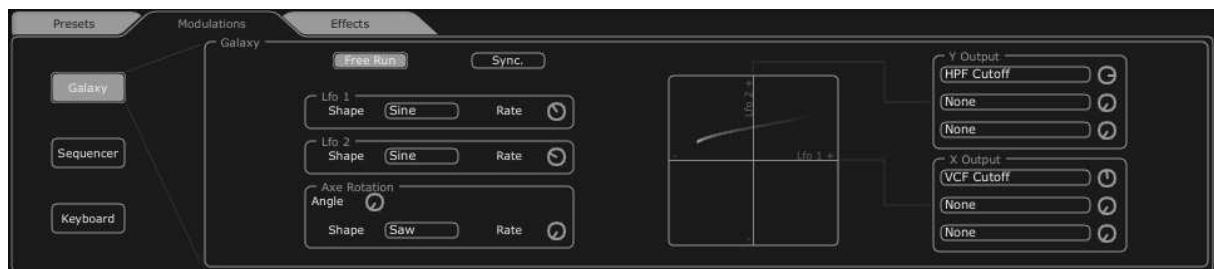 Presets Modulations Effects
Galaxy
Free Run Sync.
Galaxy
Sequencer
Keyboard
Lfo 1
Shape Sine Rate
Lfo 2
Shape Sine Rate
Axe Rotation
Angle
Shape Saw Rate
Lfo 2 +
Lfo 1 +
-
-
Y Output
HPF Cutoff
None
None
X Output
VCF Cutoff
None
None